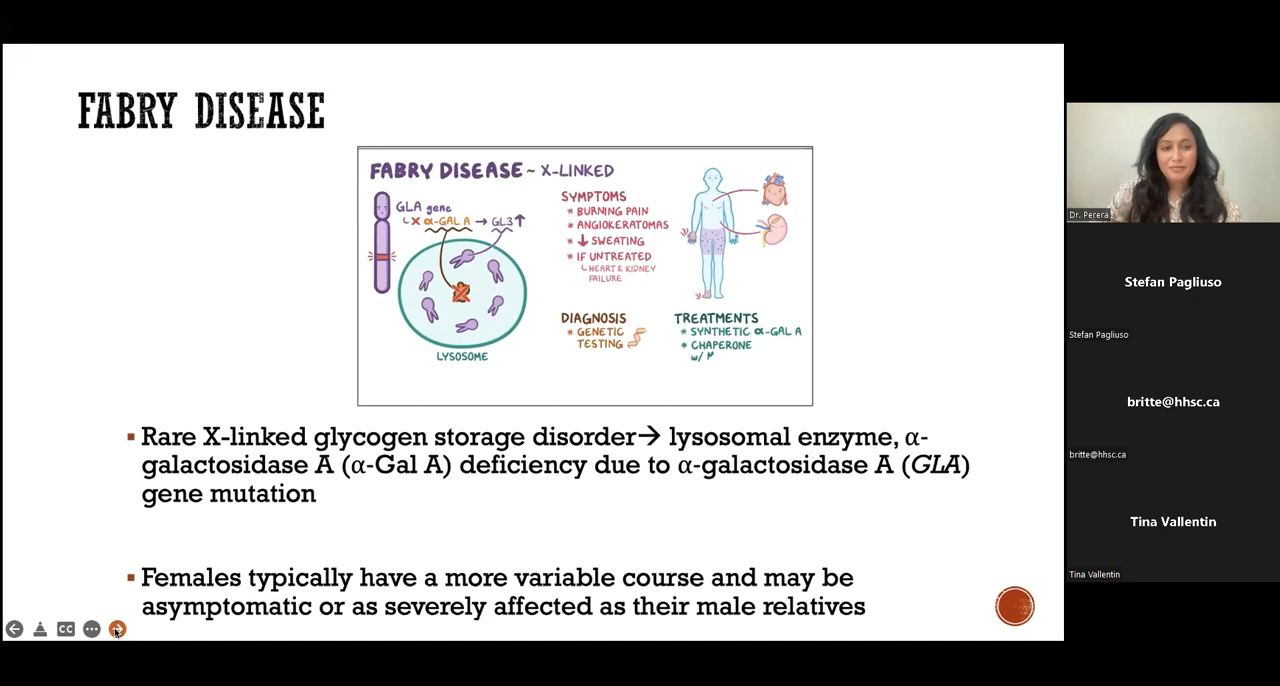 FABRY DISEASE
FABRY DISEASE ~ X-LINKED
GLA gene
X α-GAL A → GL3↑
LYSOSOME
SYMPTOMS
* BURNING PAIN
* ANGIOKERATOMAS
* ↓ SWEATING
* IF UNTREATED
HEART & KIDNEY
FAILURE
DIAGNOSIS
* GENETIC
TESTING
TREATMENTS
* SYNTHETIC α-GAL A
* CHAPERONE
w/
▪ Rare X-linked glycogen storage disorder→ lysosomal enzyme, α-
galactosidase A (α-Gal A) deficiency due to α-galactosidase A (GLA)
gene mutation
▪ Females typically have a more variable course and may be
asymptomatic or as severely affected as their male relatives
CC
Dr. Perera
Stefan Pagliuso
Stefan Pagliuso
britte@hhsc.ca
britte@hhsc.ca
Tina Vallentin
Tina Vallentin